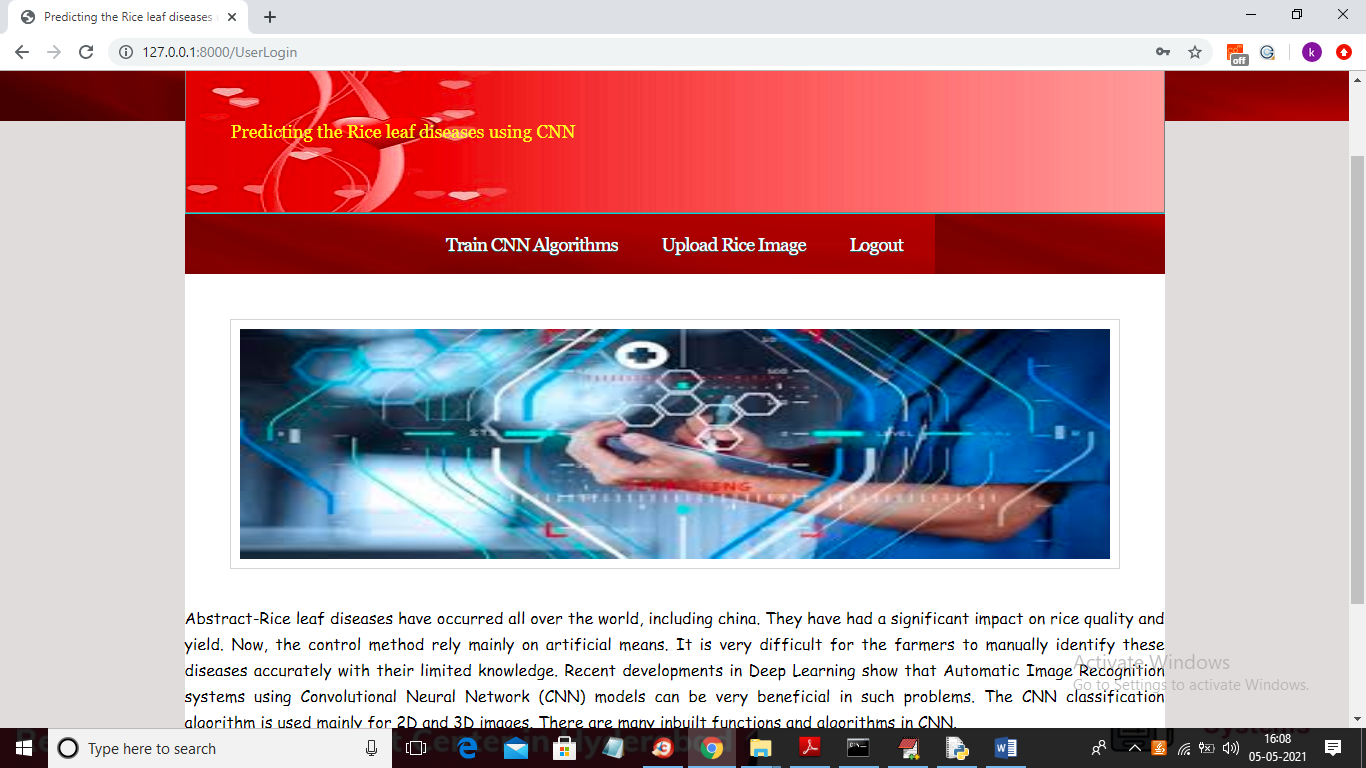 Predicting the Rice leaf diseases
127.0.0.1:8000/UserLogin
k
off
Predicting the Rice leaf diseases using CNN
Train CNN Algorithms Upload Rice Image Logout
Abstract-Rice leaf diseases have occurred all over the world, including china. They have had a significant impact on rice quality and
yield. Now, the control method rely mainly on artificial means. It is very difficult for the farmers to manually identify these
diseases accurately with their limited knowledge. Recent developments in Deep Learning show that Automatic Image Recognition
systems using Convolutional Neural Network (CNN) models can be very beneficial in such problems. The CNN classification
algorithm is used mainly for 2D and 3D images. There are many inbuilt functions and algorithms in CNN.
Activate Windows
Go to Settings to activate Windows.
Type here to search
16:08
05-05-2021